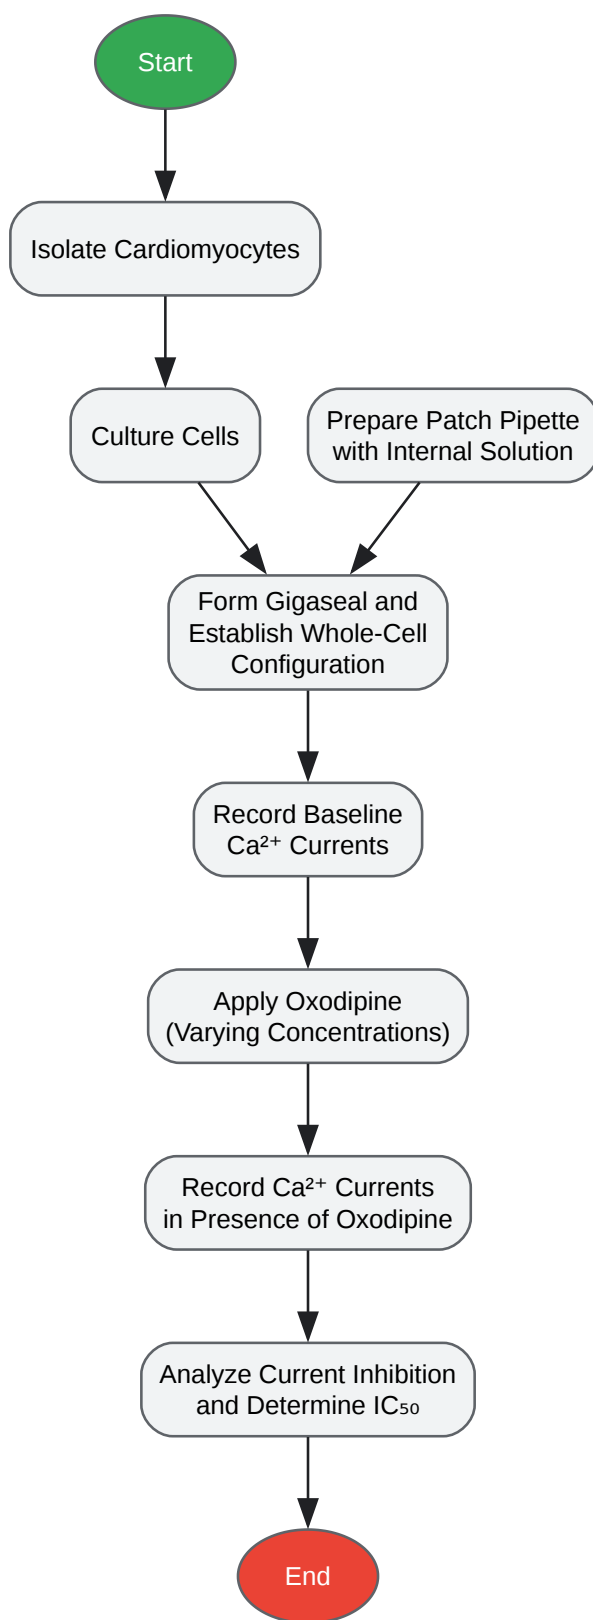 Start
Isolate Cardiomyocytes
Culture Cells
Prepare Patch Pipette
with Internal Solution
Form Gigaseal and
Establish Whole-Cell
Configuration
Record Baseline
Ca²⁺ Currents
Apply Oxodipine
(Varying Concentrations)
Record Ca²⁺ Currents
in Presence of Oxodipine
Analyze Current Inhibition
and Determine IC₅₀
End